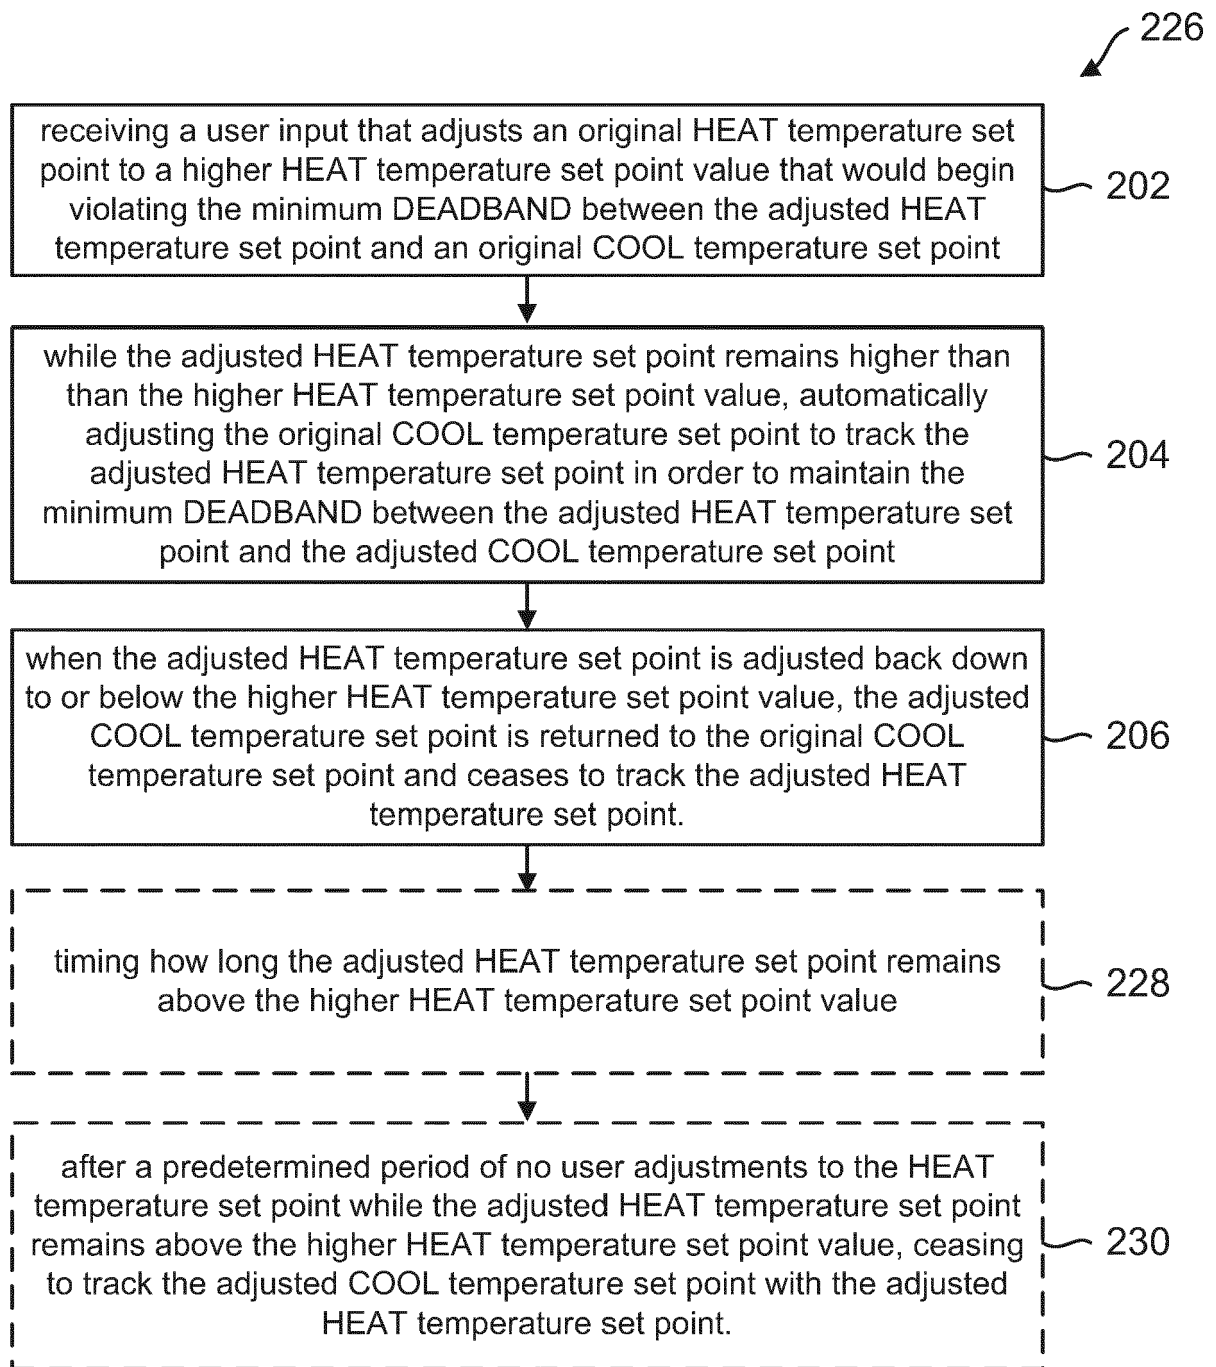 226
receiving a user input that adjusts an original HEAT temperature set
point to a higher HEAT temperature set point value that would begin
violating the minimum DEADBAND between the adjusted HEAT
temperature set point and an original COOL temperature set point
202
while the adjusted HEAT temperature set point remains higher than
than the higher HEAT temperature set point value, automatically
adjusting the original COOL temperature set point to track the
adjusted HEAT temperature set point in order to maintain the
minimum DEADBAND between the adjusted HEAT temperature set
point and the adjusted COOL temperature set point
204
when the adjusted HEAT temperature set point is adjusted back down
to or below the higher HEAT temperature set point value, the adjusted
COOL temperature set point is returned to the original COOL
temperature set point and ceases to track the adjusted HEAT
temperature set point.
206
timing how long the adjusted HEAT temperature set point remains
above the higher HEAT temperature set point value
228
after a predetermined period of no user adjustments to the HEAT
temperature set point while the adjusted HEAT temperature set point
remains above the higher HEAT temperature set point value, ceasing
to track the adjusted COOL temperature set point with the adjusted
HEAT temperature set point.
230